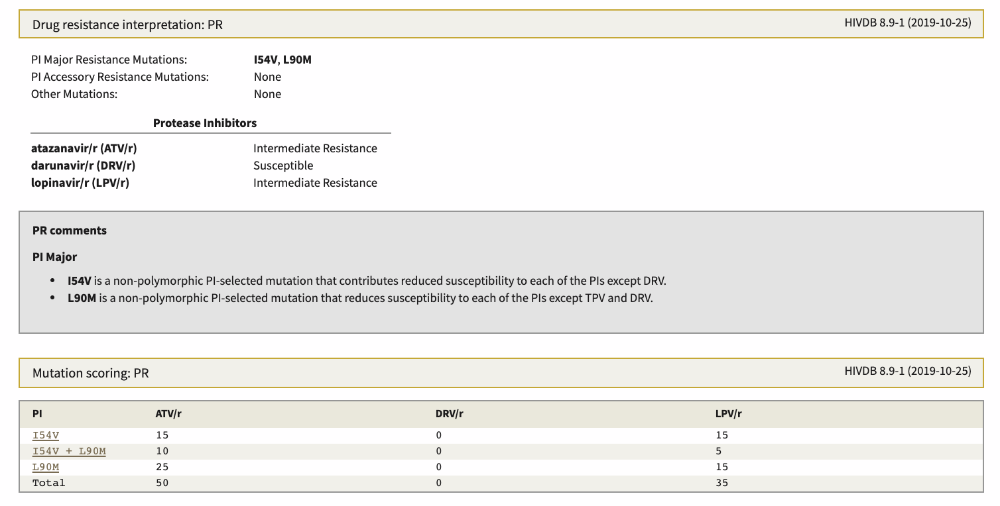 Drug resistance interpretation: PR HIVDB 8.9-1 (2019-10-25)
PI Major Resistance Mutations: I54V, L90M
PI Accessory Resistance Mutations: None
Other Mutations: None
Protease Inhibitors
atazanavir/r (ATV/r) Intermediate Resistance
darunavir/r (DRV/r) Susceptible
lopinavir/r (LPV/r) Intermediate Resistance
PR comments
PI Major
• I54V is a non-polymorphic PI-selected mutation that contributes reduced susceptibility to each of the PIs except DRV.
• L90M is a non-polymorphic PI-selected mutation that reduces susceptibility to each of the PIs except TPV and DRV.
Mutation scoring: PR HIVDB 8.9-1 (2019-10-25)
PI ATV/r DRV/r LPV/r
I54V 15 0 15
I54V + L90M 10 0 5
L90M 25 0 15
Total 50 0 35